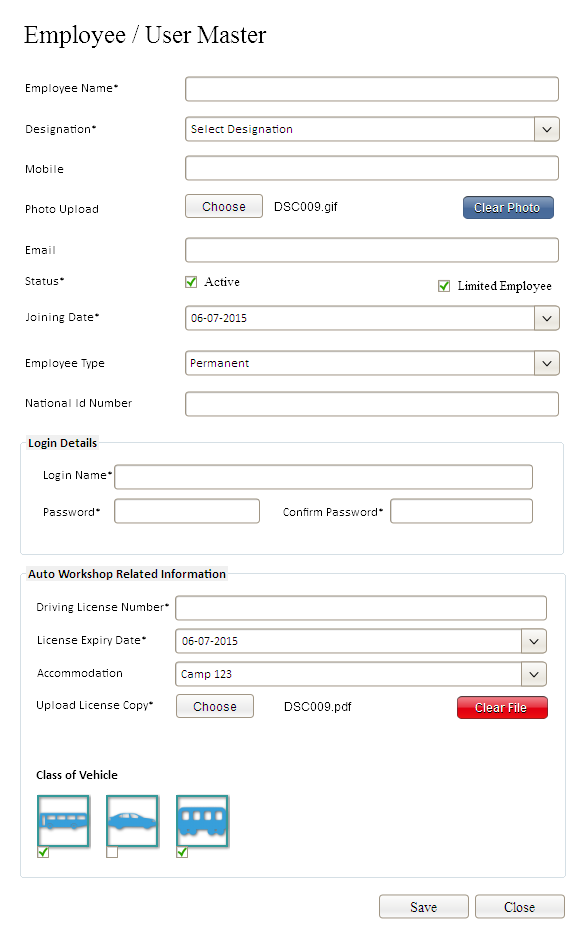 Employee / User Master
Employee Name*
Designation* Select Designation
Mobile
Photo Upload Choose DSC009.gif Clear Photo
Email
Status* Active Limited Employee
Joining Date* 06-07-2015
Employee Type Permanent
National Id Number
Login Details
Login Name*
Password* Confirm Password*
Auto Workshop Related Information
Driving License Number*
License Expiry Date* 06-07-2015
Accommodation Camp 123
Upload License Copy* Choose DSC009.pdf Clear File
Class of Vehicle
Save Close